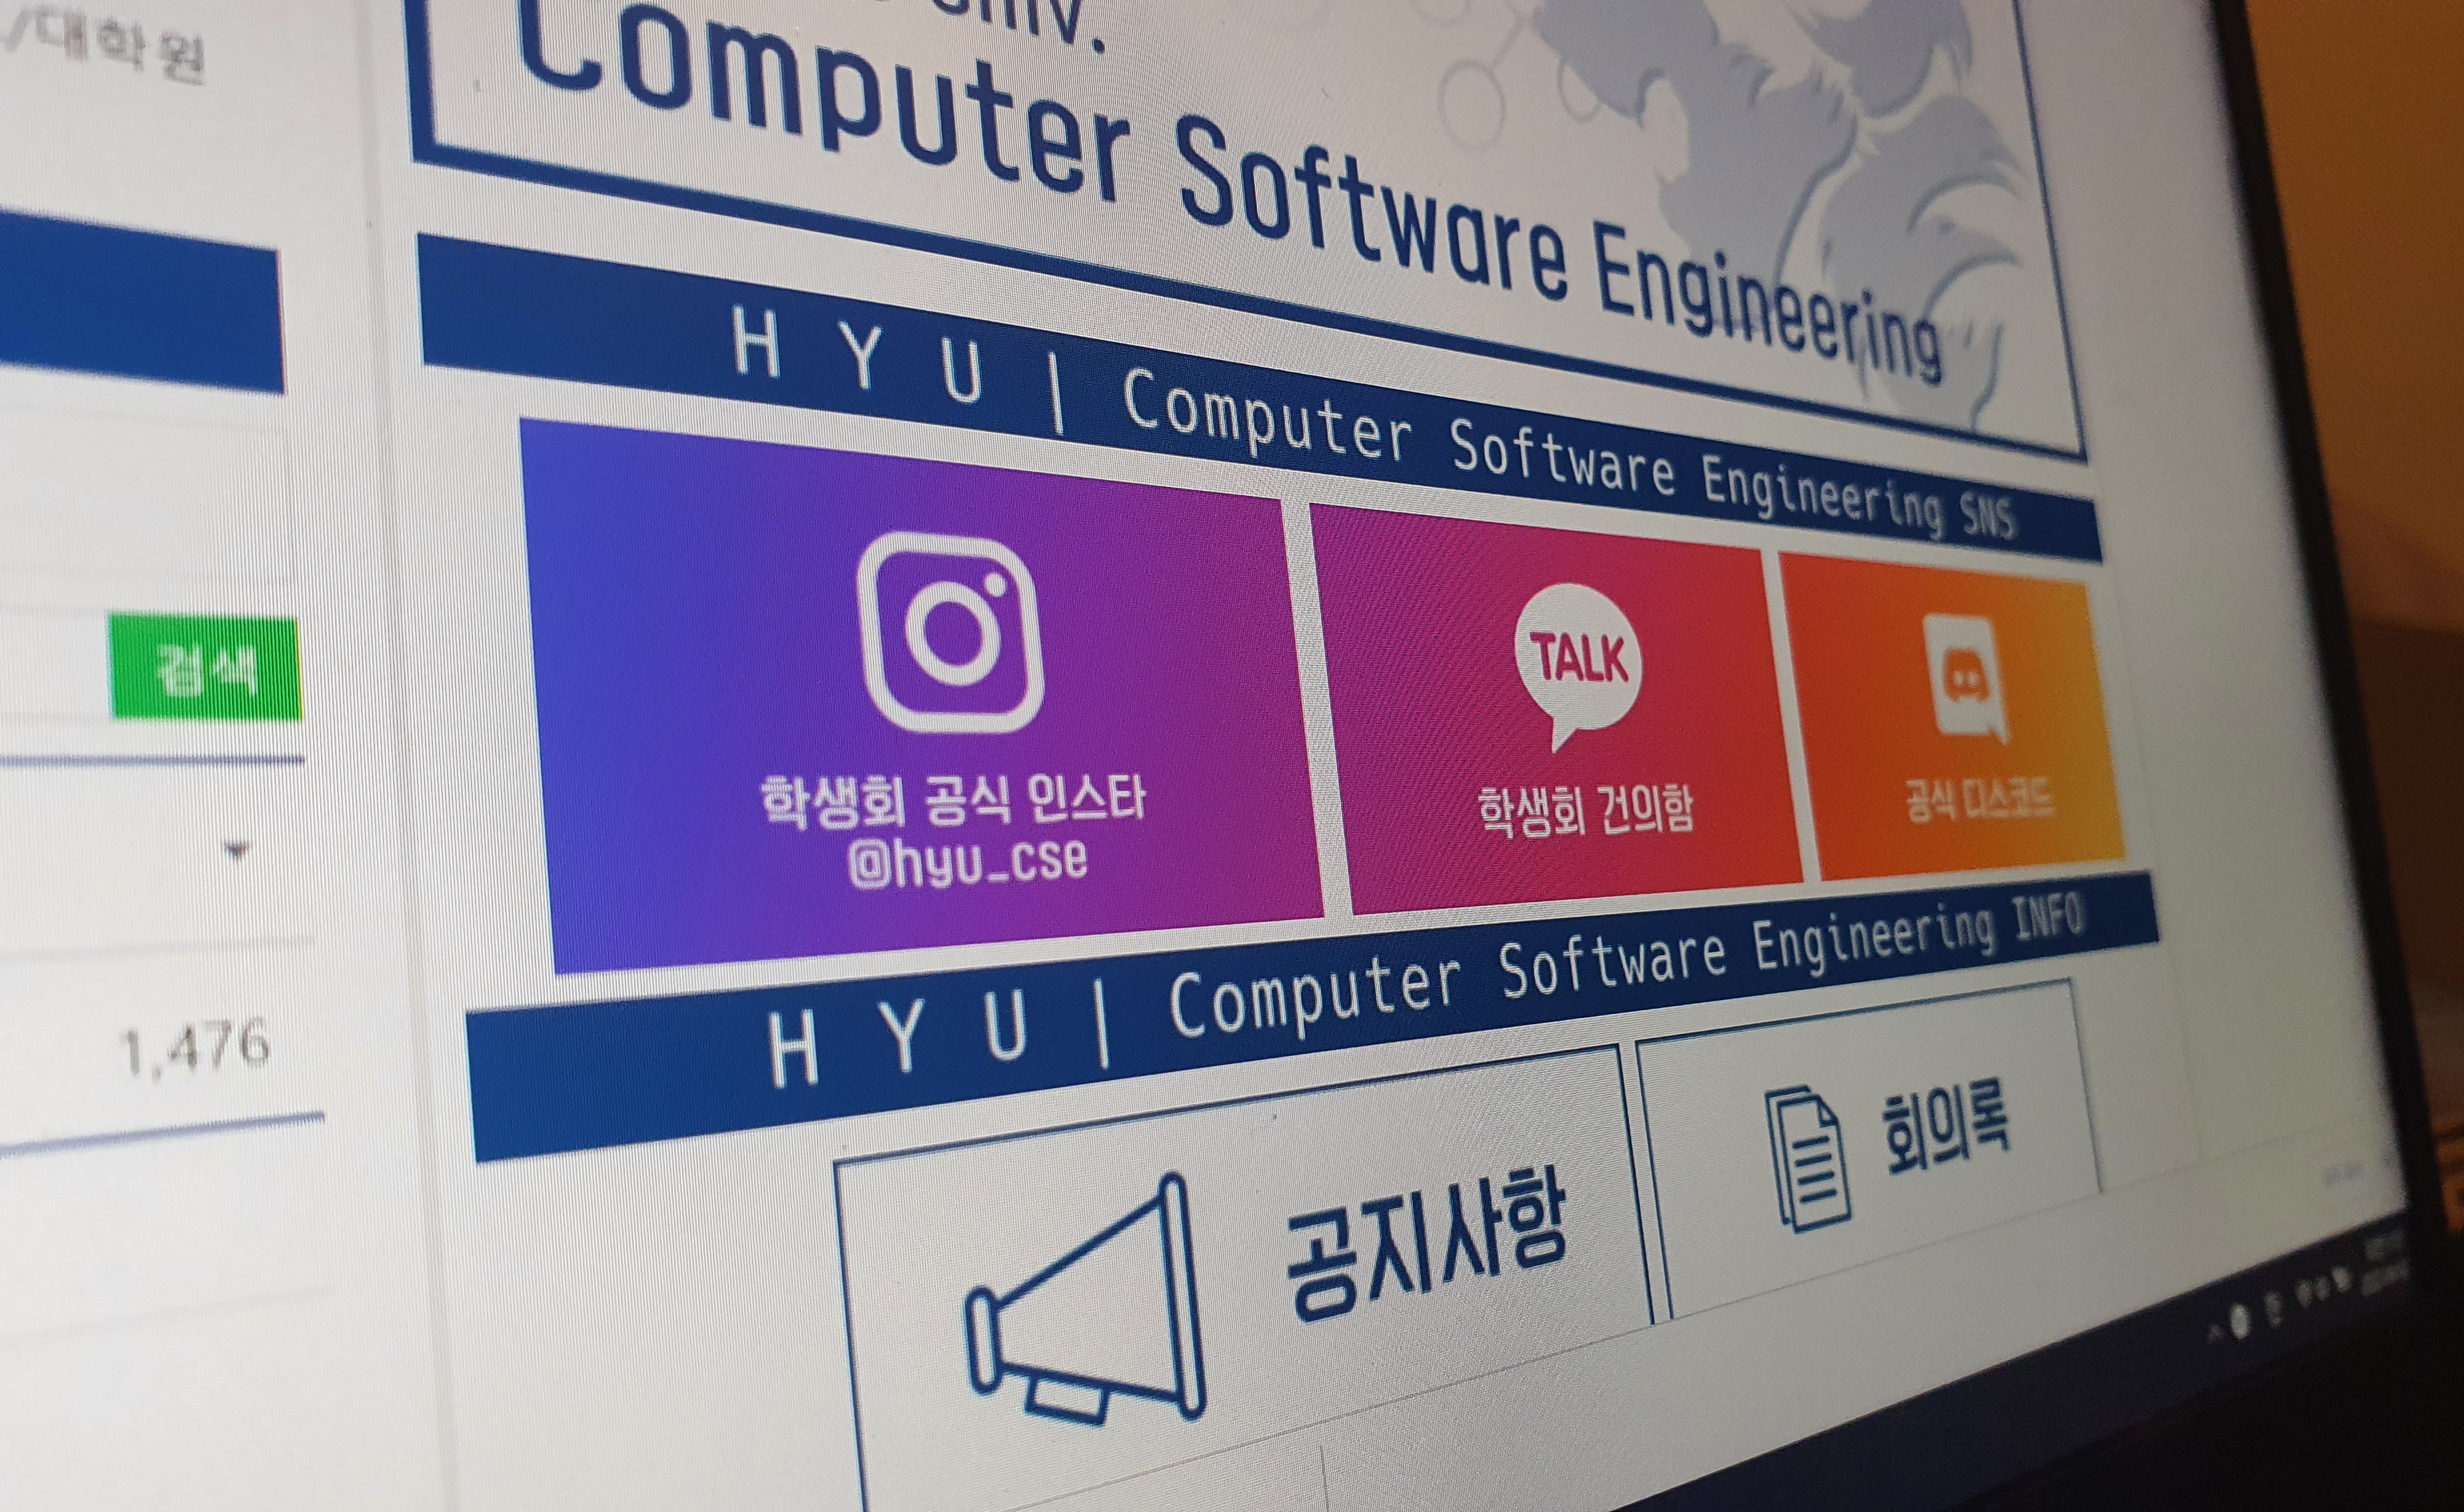 /대학원
Univ.
Computer Software Engineering
H Y U | Computer Software Engineering SNS
검색
TALK
학생회 공식 인스타
@hyu_cse
학생회 건의함
공식 디스코드
H Y U | Computer Software Engineering INFO
1,476
공지사항
회의록